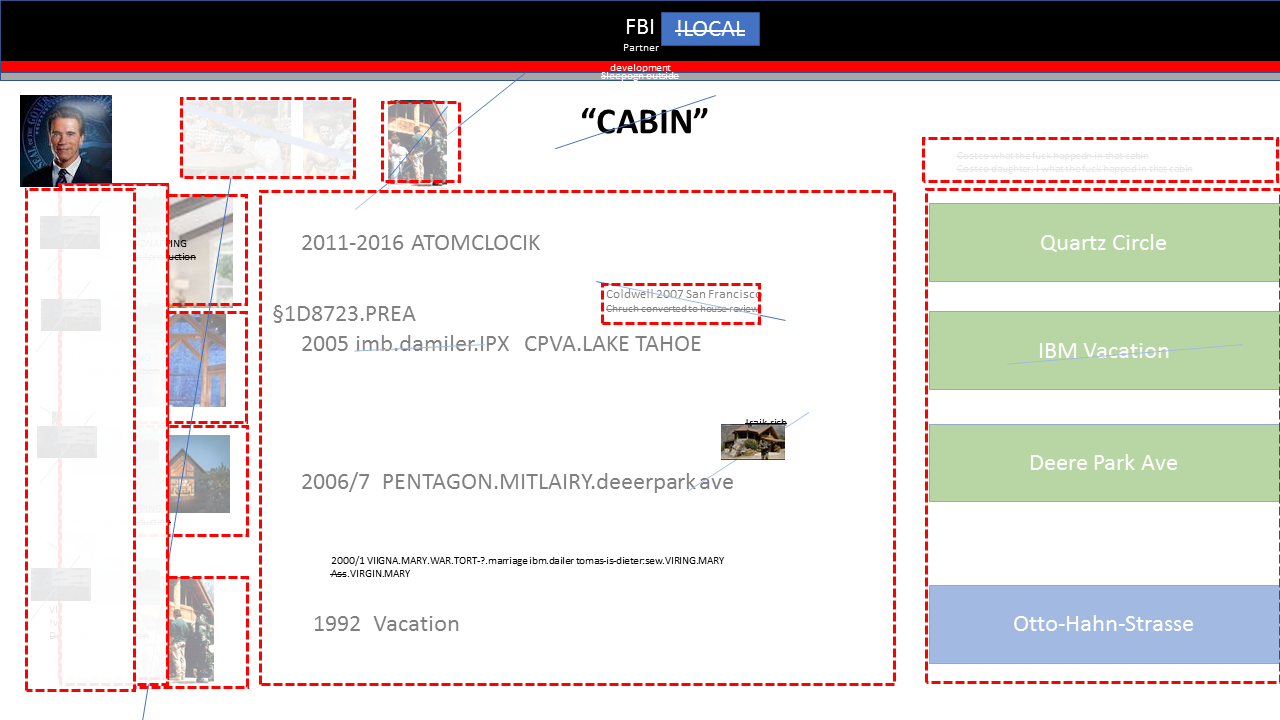 FBI
!LOCAL
Partner
development
Sleepogn outside
“CABIN”
Costco what the fuck happedn in that cabin
Costco daughter: I what the fuck happed in that cabin
2011-2016 ATOMCLOCIK
Quartz Circle
Coldwell 2007 San Francisco
Chruch converted to house review
§1D8723.PREA
2005 imb.damiler.IPX CPVA.LAKE TAHOE
IBM Vacation
2006/7 PENTAGON.MITLAIRY.deeerpark ave
Deere Park Ave
2000/1 VIIGNA.MARY.WAR.TORT-?.marriage ibm.dailer tomas-is-dieter:sew.VIRING.MARY
Ass.VIRGIN.MARY
1992 Vacation
Otto-Hahn-Strasse